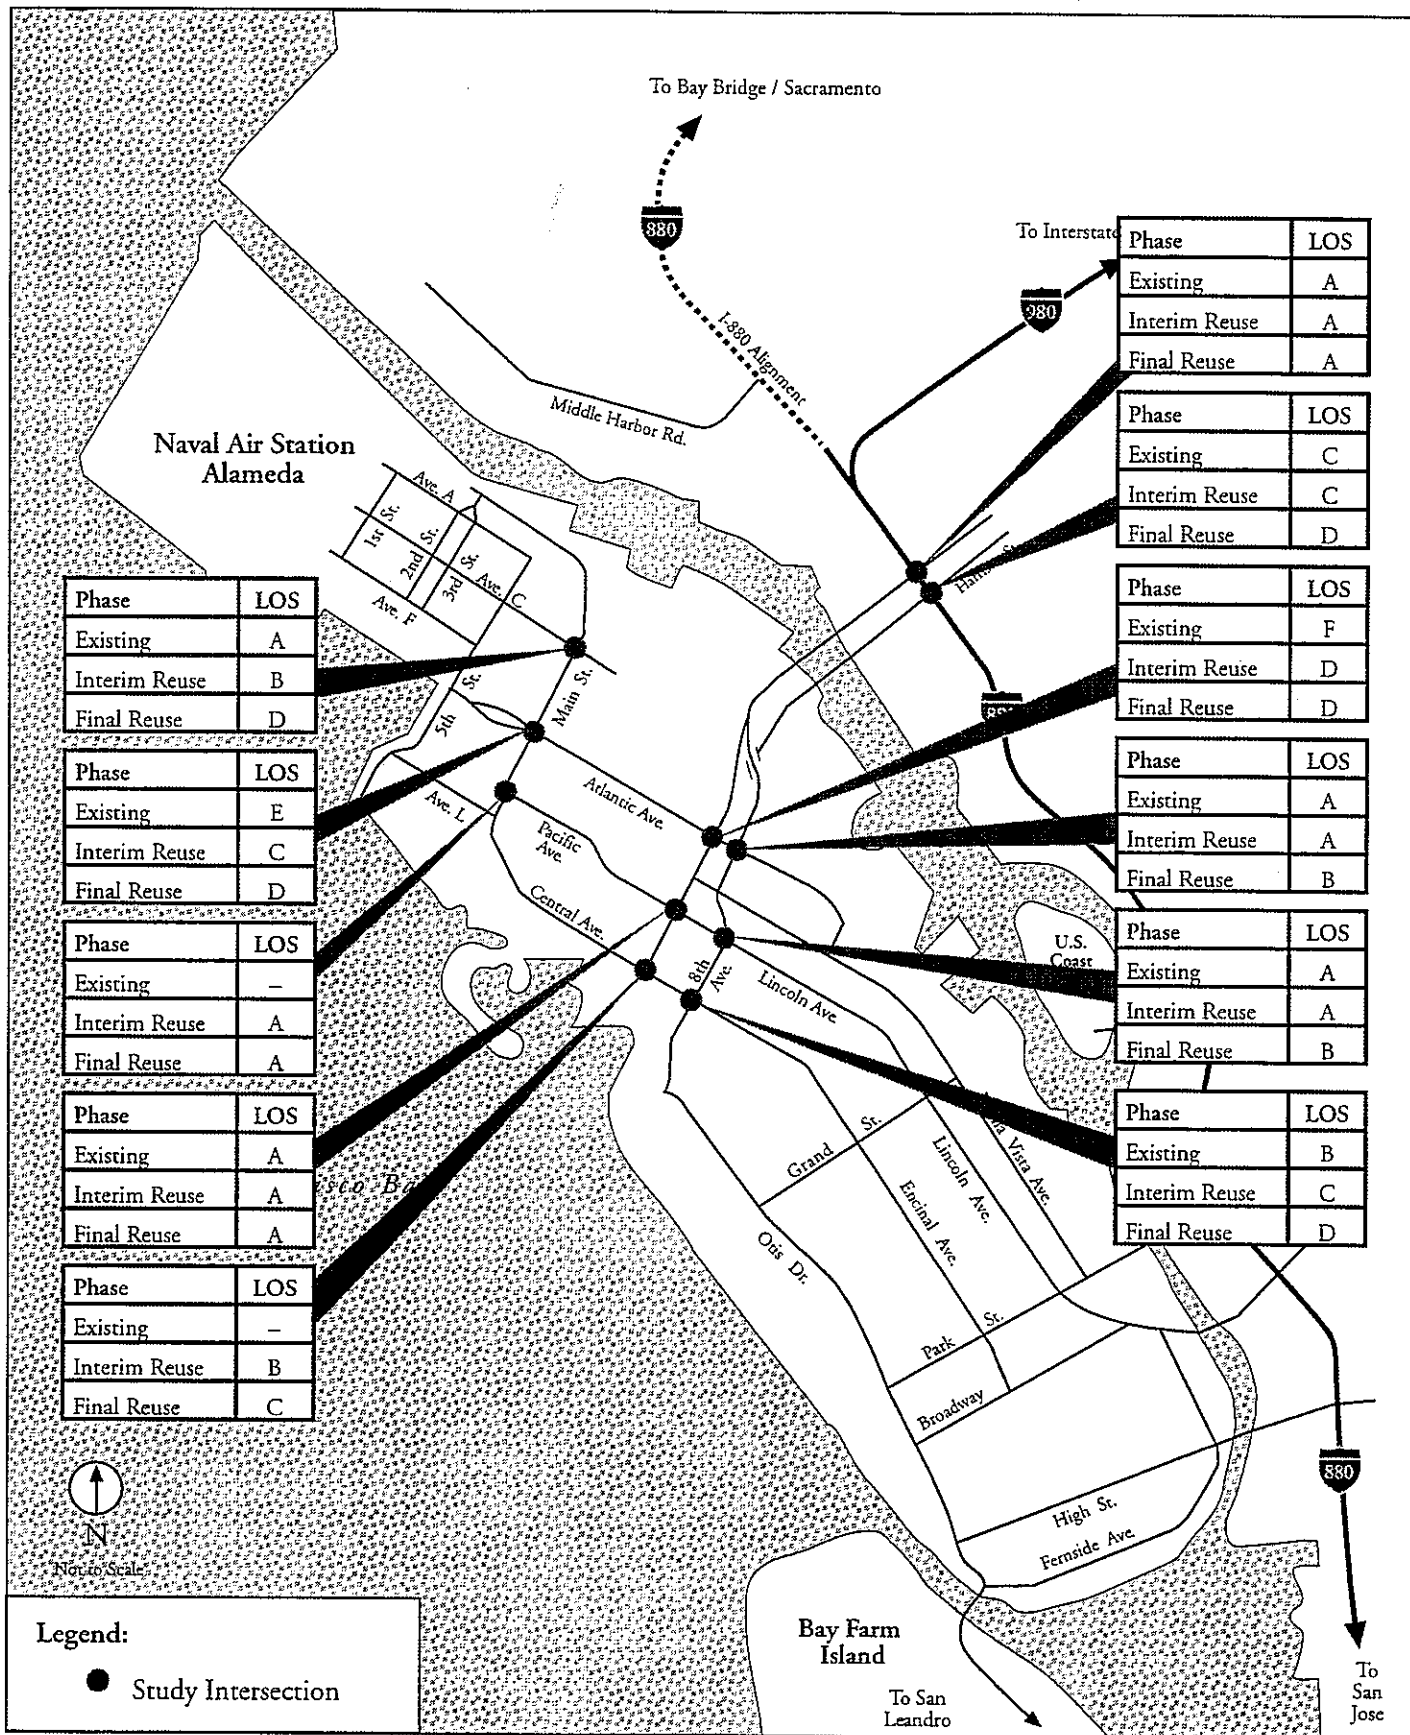 To Bay Bridge / Sacramento
880
To Interstate
980
I-880 Alignment
Middle Harbor Rd.
Naval Air Station
Alameda
Ave. A
1st St.
2nd St.
3rd St.
Ave. C
Ave. F
5th St.
Main St.
Ave. L
Atlantic Ave.
Pacific
Ave.
Central Ave.
8th
Ave.
Lincoln Ave.
U.S.
Coast
Grand St.
Lincoln Ave.
Vista Ave.
Encinal Ave.
Otis Dr.
Park St.
Broadway
High St.
Fernside Ave.
880
Bay Farm
Island
To San
Leandro
To
San
Jose
Phase LOS
Existing A
Interim Reuse B
Final Reuse D
Phase LOS
Existing E
Interim Reuse C
Final Reuse D
Phase LOS
Existing –
Interim Reuse A
Final Reuse A
Phase LOS
Existing A
Interim Reuse A
Final Reuse A
Phase LOS
Existing –
Interim Reuse B
Final Reuse C
Phase LOS
Existing A
Interim Reuse A
Final Reuse A
Phase LOS
Existing C
Interim Reuse C
Final Reuse D
Phase LOS
Existing F
Interim Reuse D
Final Reuse D
Phase LOS
Existing A
Interim Reuse A
Final Reuse B
Phase LOS
Existing A
Interim Reuse A
Final Reuse B
Phase LOS
Existing B
Interim Reuse C
Final Reuse D
N
Not to Scale
Legend:
Study Intersection